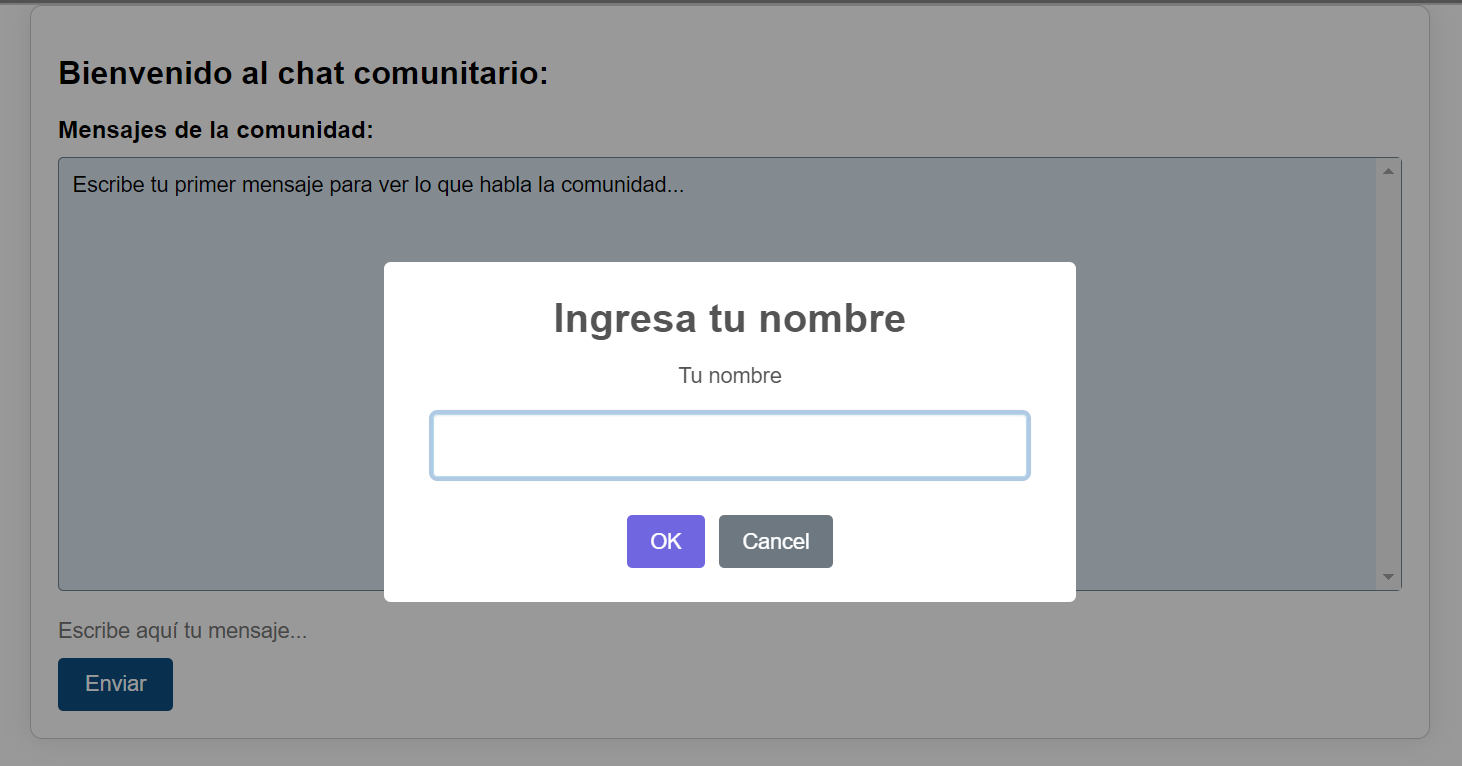 Bienvenido al chat comunitario:
Mensajes de la comunidad:
Escribe tu primer mensaje para ver lo que habla la comunidad...
Ingresa tu nombre
Tu nombre
OK
Cancel
Escribe aquí tu mensaje...
Enviar